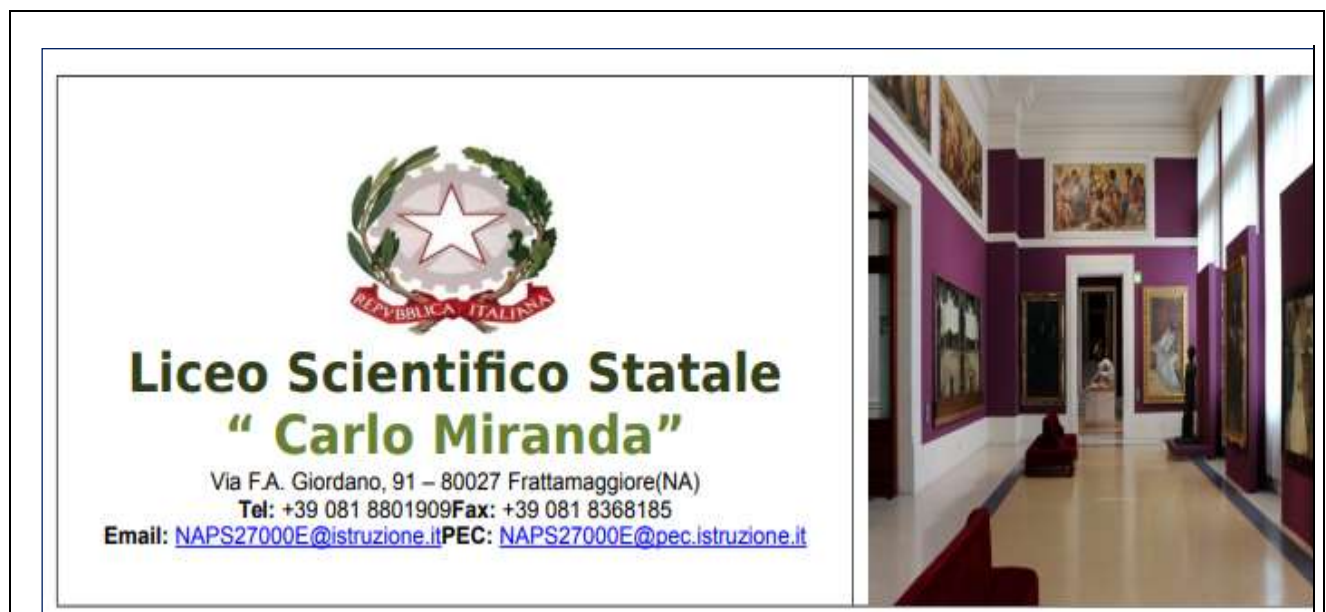 REPVBBLICA ITALIANA
Liceo Scientifico Statale
“ Carlo Miranda”
Via F.A. Giordano, 91 – 80027 Frattamaggiore(NA)
Tel: +39 081 8801909Fax: +39 081 8368185
Email: NAPS27000E@istruzione.itPEC: NAPS27000E@pec.istruzione.it